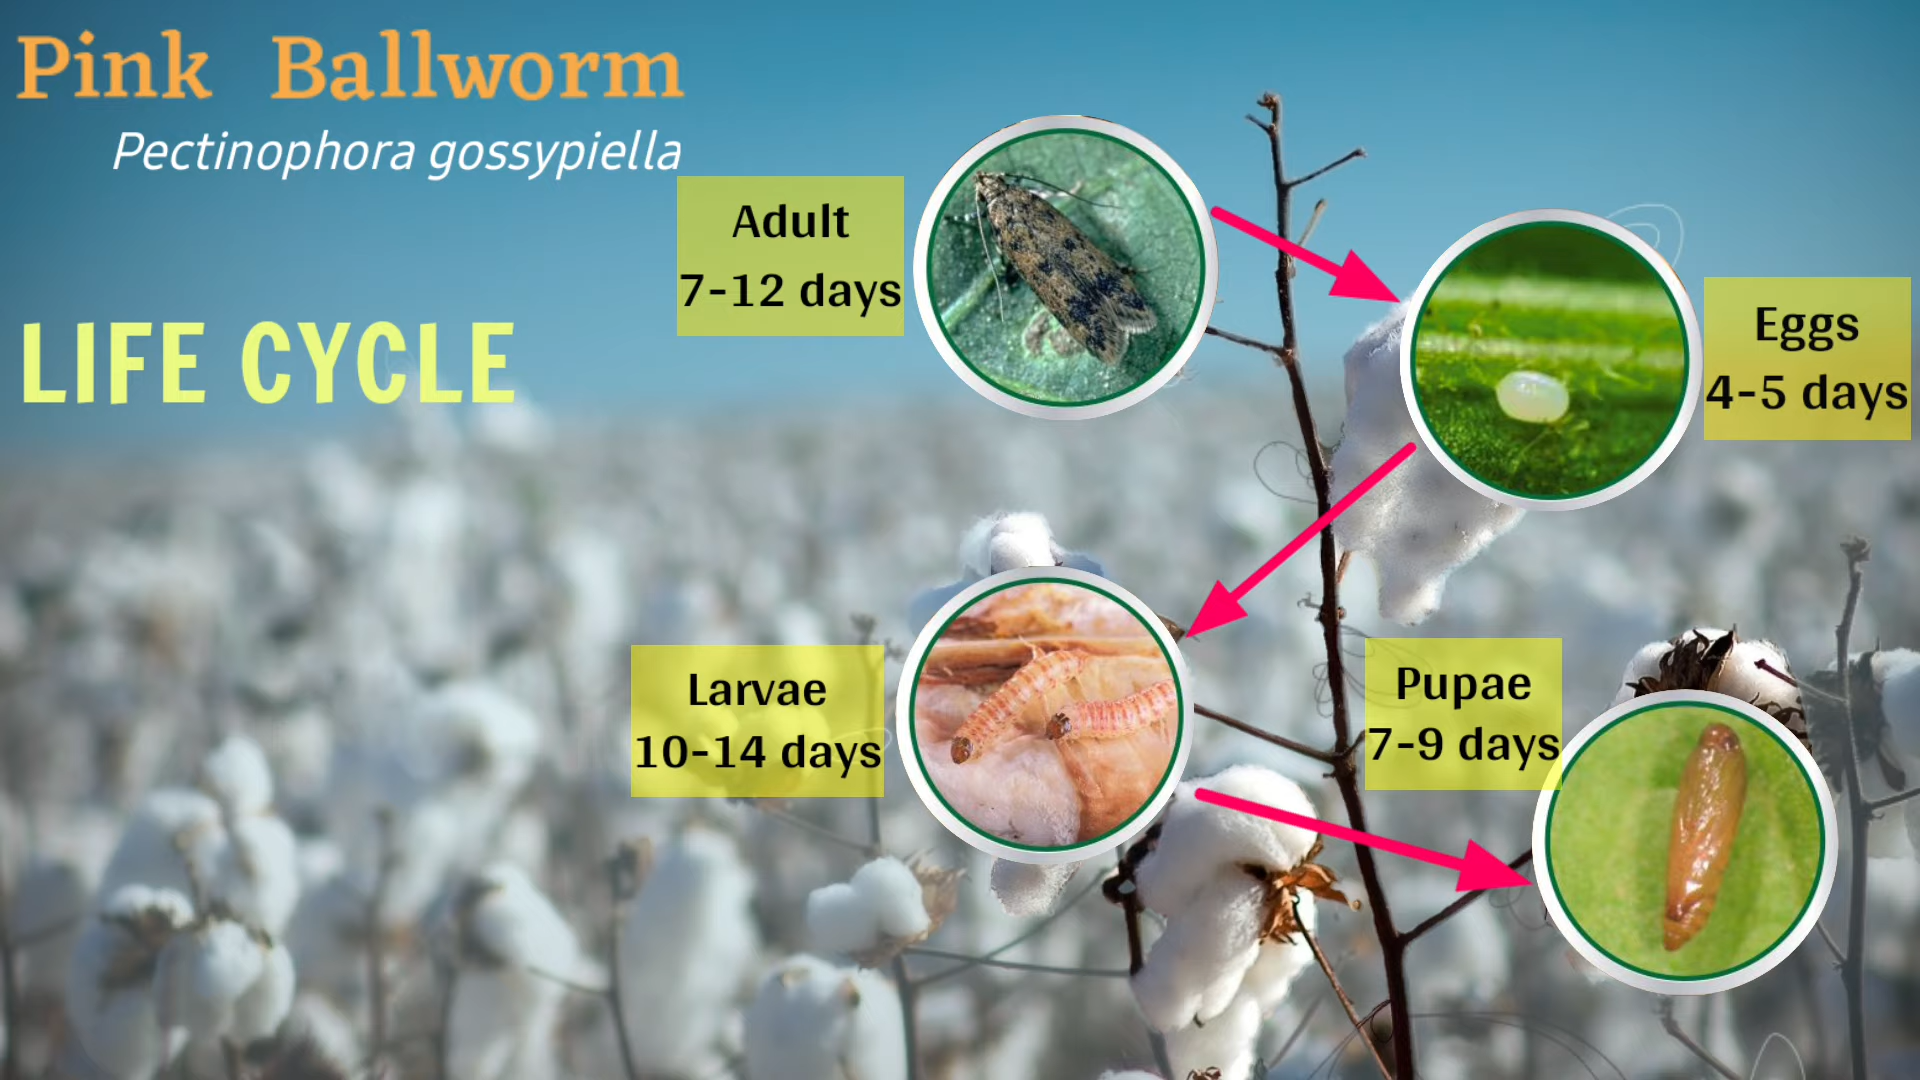 Pink Ballworm
Pectinophora gossypiella
LIFE CYCLE
Adult
7-12 days
Eggs
4-5 days
Larvae
10-14 days
Pupae
7-9 days